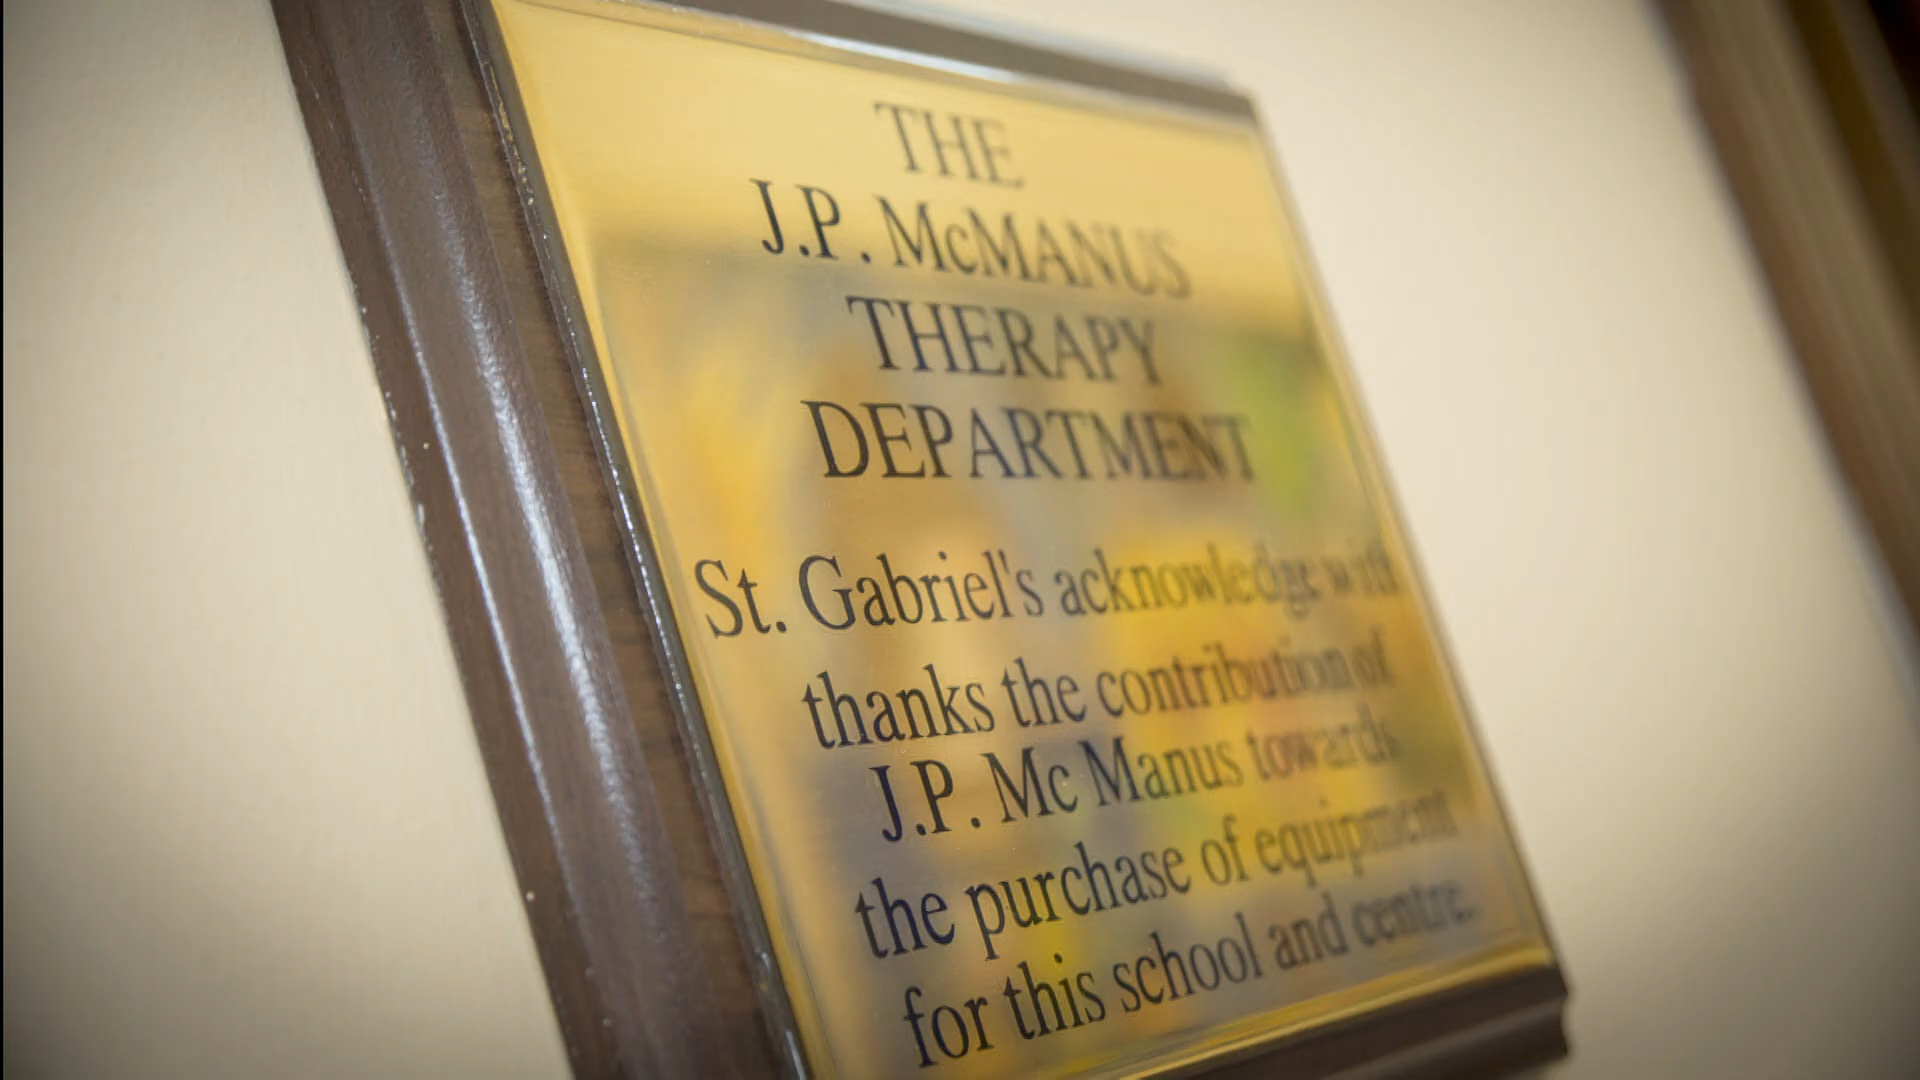 THE
J.P. McMANUS
THERAPY
DEPARTMENT
St. Gabriel's acknowledge with
thanks the contribution of
J.P. Mc Manus towards
the purchase of equipment
for this school and centre.